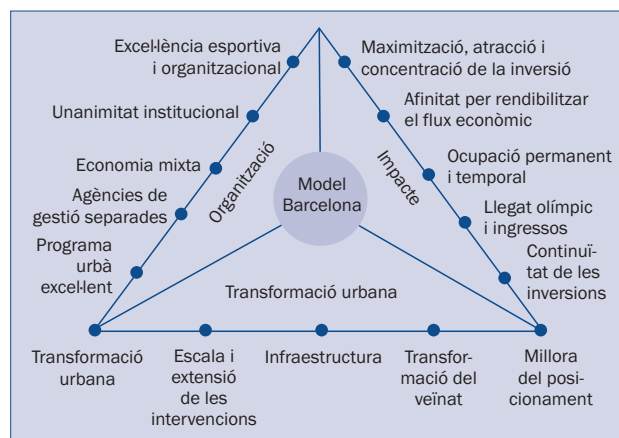 Excel·lència esportiva
i organitzacional
Maximització, atracció i
concentració de la inversió
Unanimitat institucional
Afinitat per rendibilitzar
el flux econòmic
Economia mixta
Ocupació permanent
i temporal
Agències de
gestió separades
Llegat olímpic
i ingressos
Programa
urbà
excel·lent
Continuï-
tat de les
inversions
Organització
Impacte
Model
Barcelona
Transformació urbana
Transformació
urbana
Escala i
extensió
de les
intervencions
Infraestructura
Transfor-
mació del
veïnat
Millora
del posi-
cionament